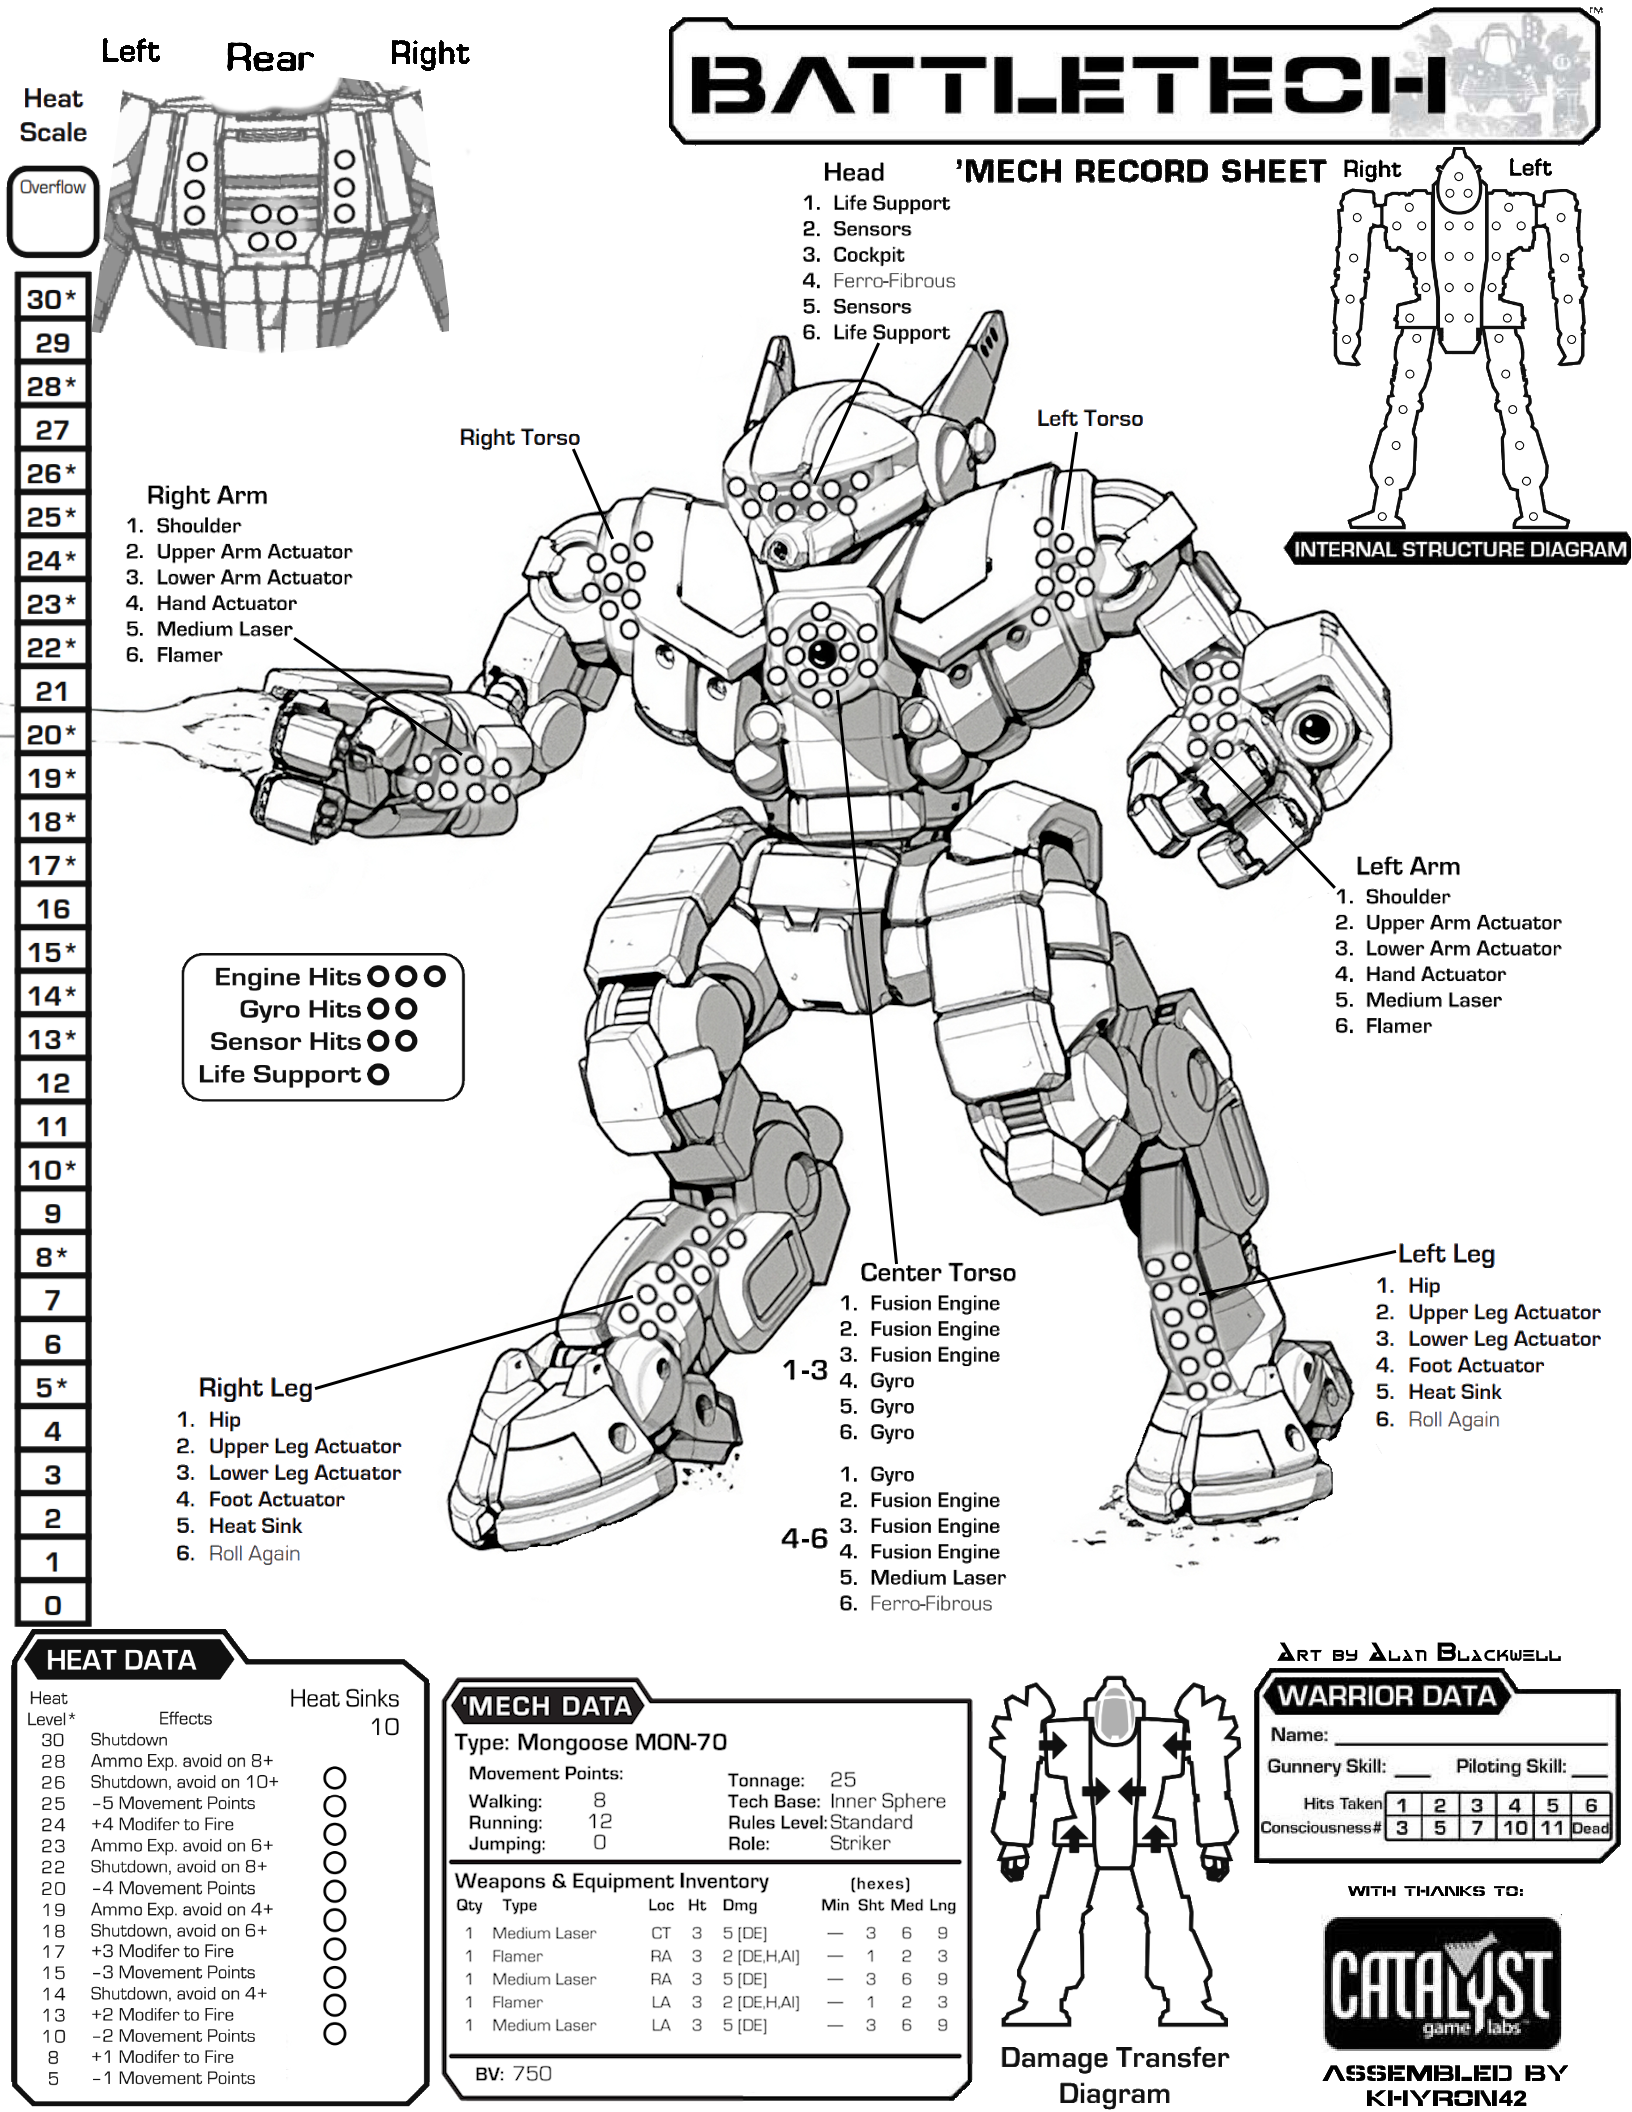 Left Rear Right
BATTLETECH
TM
'MECH RECORD SHEET
Heat
Scale
Overflow
30*
29
28*
27
26*
25*
24*
23*
22*
21
20*
19*
18*
17*
16
15*
14*
13*
12
11
10*
9
8*
7
6
5*
4
3
2
1
0
Head
1. Life Support
2. Sensors
3. Cockpit
4. Ferro-Fibrous
5. Sensors
6. Life Support
Right Left
INTERNAL STRUCTURE DIAGRAM
Right Torso
Left Torso
Right Arm
1. Shoulder
2. Upper Arm Actuator
3. Lower Arm Actuator
4. Hand Actuator
5. Medium Laser
6. Flamer
Left Arm
1. Shoulder
2. Upper Arm Actuator
3. Lower Arm Actuator
4. Hand Actuator
5. Medium Laser
6. Flamer
Engine Hits
Gyro Hits
Sensor Hits
Life Support
Right Leg
1. Hip
2. Upper Leg Actuator
3. Lower Leg Actuator
4. Foot Actuator
5. Heat Sink
6. Roll Again
Center Torso
1. Fusion Engine
2. Fusion Engine
1-3
3. Fusion Engine
4. Gyro
5. Gyro
6. Gyro
1. Gyro
2. Fusion Engine
4-6
3. Fusion Engine
4. Fusion Engine
5. Medium Laser
6. Ferro-Fibrous
Left Leg
1. Hip
2. Upper Leg Actuator
3. Lower Leg Actuator
4. Foot Actuator
5. Heat Sink
6. Roll Again
HEAT DATA
Heat
Level* Effects
Heat Sinks
10
30 Shutdown
28 Ammo Exp. avoid on 8+
26 Shutdown, avoid on 10+
25 -5 Movement Points
24 +4 Modifer to Fire
23 Ammo Exp. avoid on 6+
22 Shutdown, avoid on 8+
20 -4 Movement Points
19 Ammo Exp. avoid on 4+
18 Shutdown, avoid on 6+
17 +3 Modifer to Fire
15 -3 Movement Points
14 Shutdown, avoid on 4+
13 +2 Modifer to Fire
10 -2 Movement Points
8 +1 Modifer to Fire
5 -1 Movement Points
'MECH DATA
Type: Mongoose MON-70
Movement Points:
Walking: 8
Running: 12
Jumping: 0
Tonnage: 25
Tech Base: Inner Sphere
Rules Level: Standard
Role: Striker
Weapons & Equipment Inventory (hexes)
Qty Type Loc Ht Dmg Min Sht Med Lng
1 Medium Laser CT 3 5 [DE] — 3 6 9
1 Flamer RA 3 2 [DE,H,AI] — 1 2 3
1 Medium Laser RA 3 5 [DE] — 3 6 9
1 Flamer LA 3 2 [DE,H,AI] — 1 2 3
1 Medium Laser LA 3 5 [DE] — 3 6 9
BV: 750
Damage Transfer
Diagram
Art by Alan Blackwell
WARRIOR DATA
Name:
Gunnery Skill: Piloting Skill:
Hits Taken 1 2 3 4 5 6
Consciousness# 3 5 7 10 11 Dead
WITH THANKS TO:
CATALYST
game labs
ASSEMBLED BY
KHYRON42